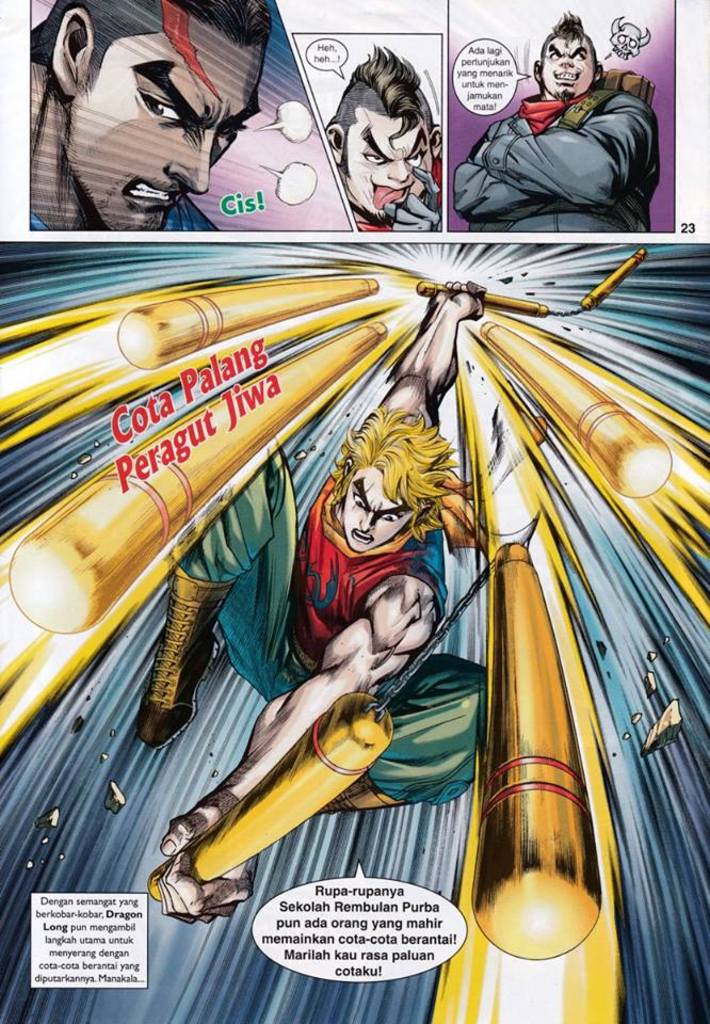 Cis!
Heh,
heh...!
Ada lagi
pertunjukan
yang menarik
untuk men-
jamukan
mata!
23
Cota Palang
Peragut Jiwa
Dengan semangat yang
berkobar-kobar, Dragon
Long pun mengambil
langkah utama untuk
menyerang dengan
cota-cota berantai yang
diputarkannya. Manakala...
Rupa-rupanya
Sekolah Rembulan Purba
pun ada orang yang mahir
memainkan cota-cota berantai!
Marilah kau rasa paluan
cotaku!